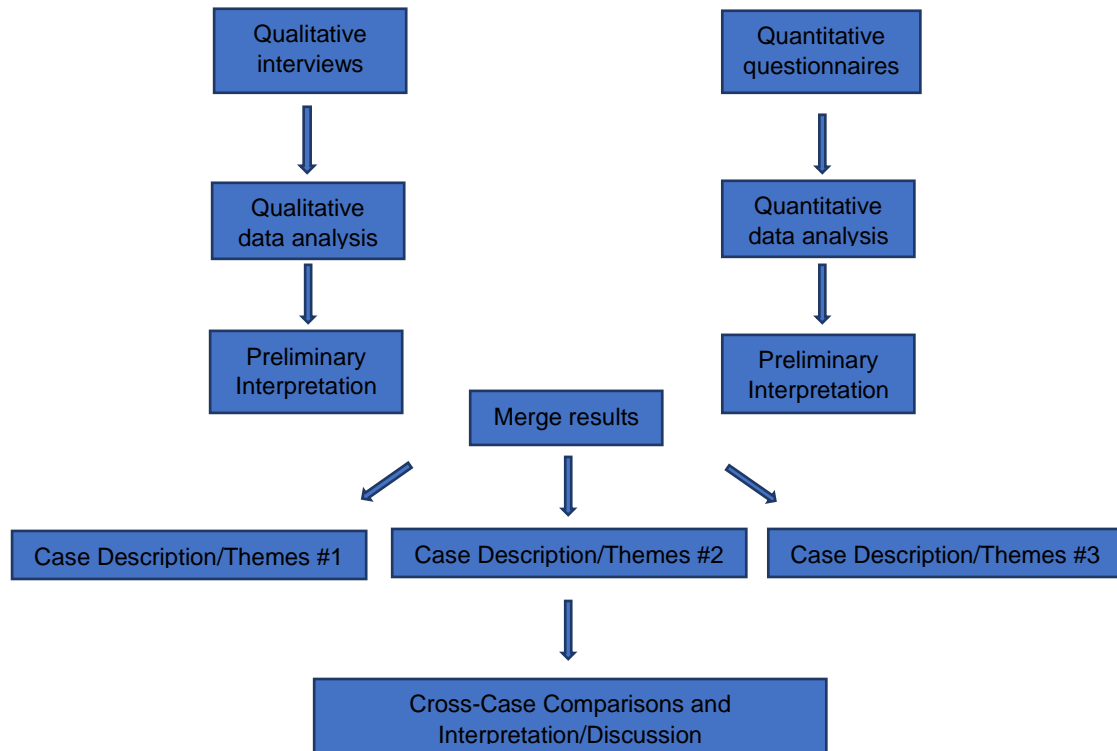 Qualitative
interviews
Quantitative
questionnaires
Qualitative
data analysis
Quantitative
data analysis
Preliminary
Interpretation
Preliminary
Interpretation
Merge results
Case Description/Themes #1
Case Description/Themes #2
Case Description/Themes #3
Cross-Case Comparisons and
Interpretation/Discussion